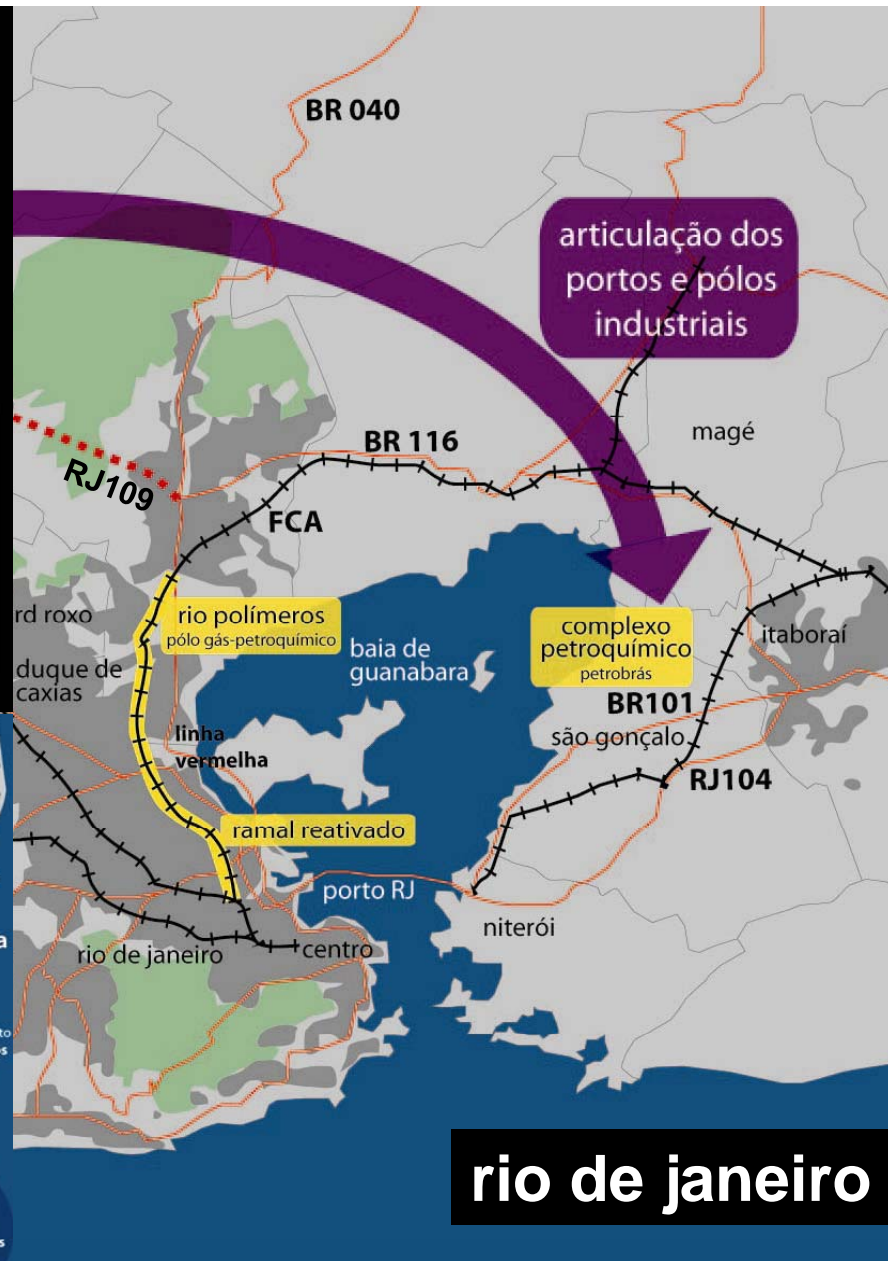 BR 040
articulação dos
portos e pólos
industriais
magé
BR 116
RJ109
FCA
rd roxo
rio polímeros
pólo gás-petroquímico
baia de
guanabara
complexo
petroquímico
petrobrás
itaboraí
duque de
caxias
BR101
são gonçalo
linha
vermelha
RJ104
ramal reativado
porto RJ
niterói
a
rio de janeiro
centro
to
s
rio de janeiro
s